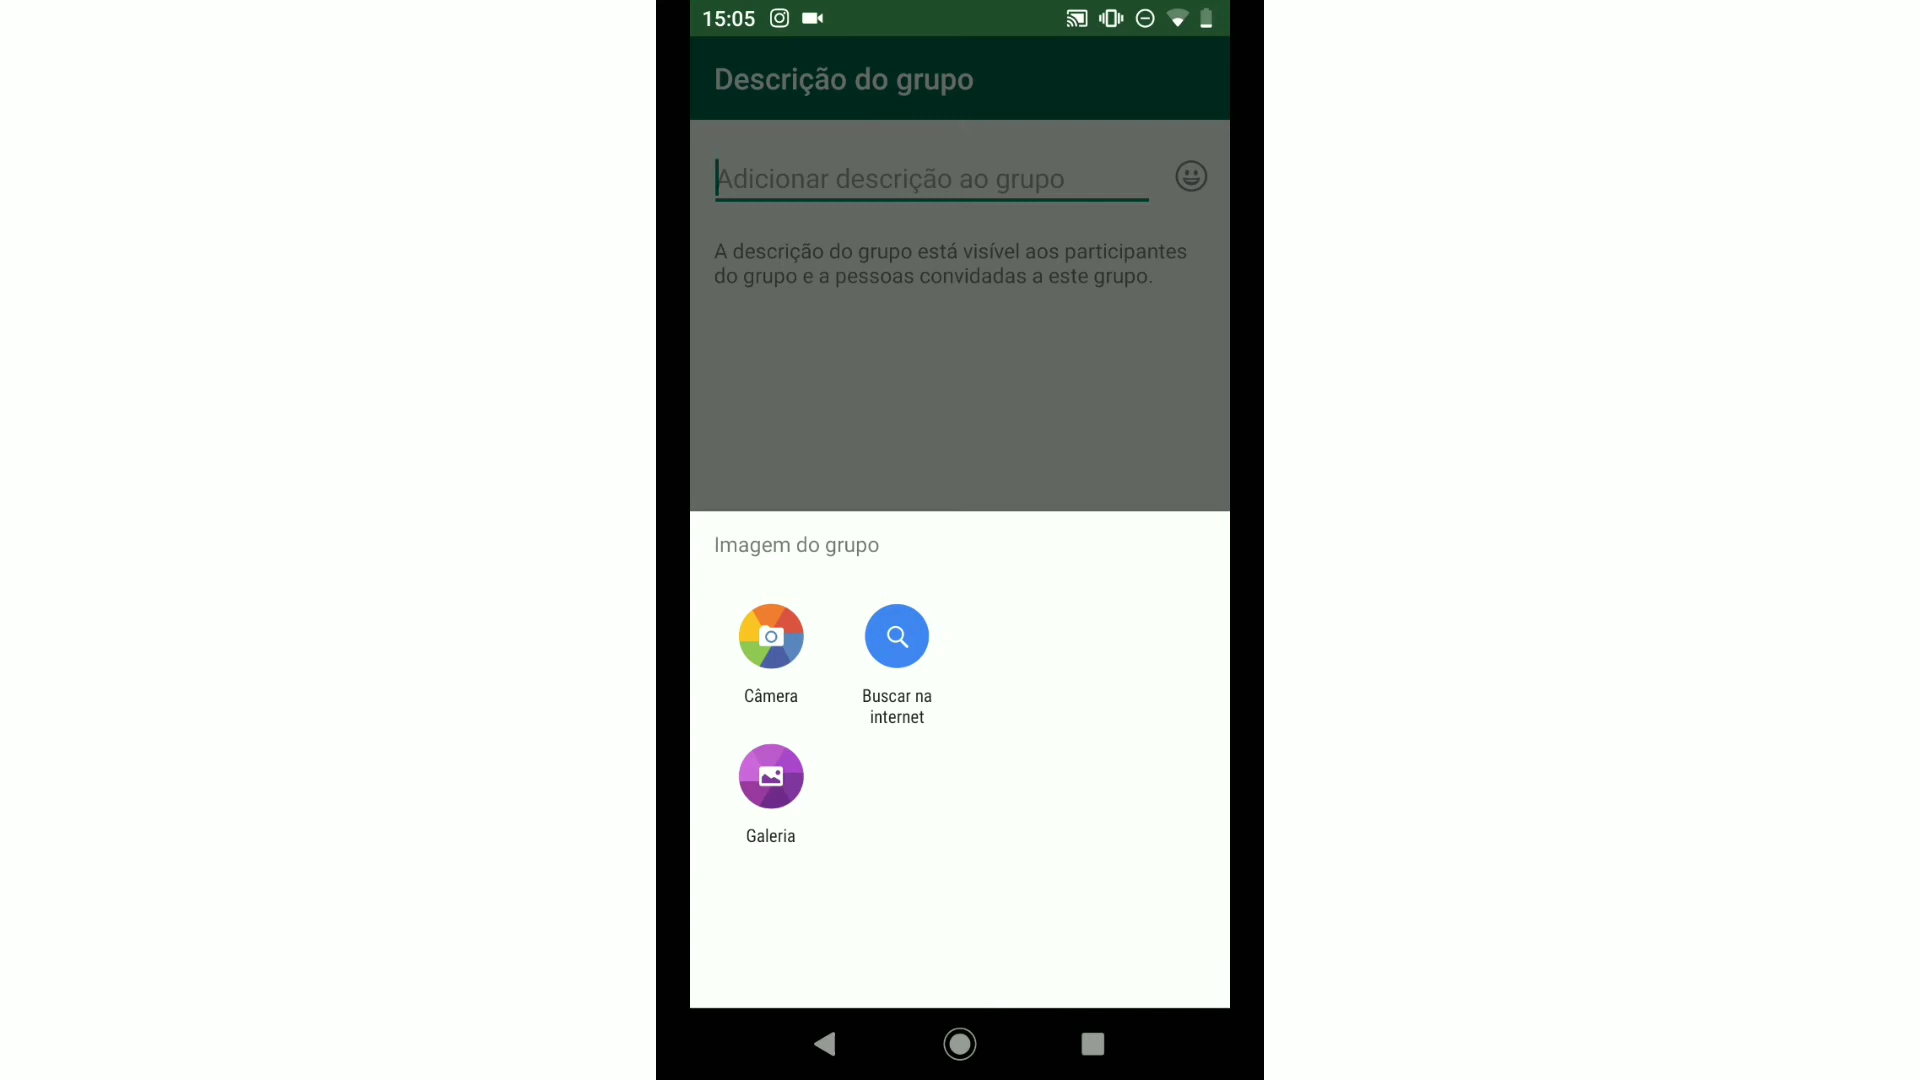 15:05
Descrição do grupo
Adicionar descrição ao grupo
A descrição do grupo está visível aos participantes
do grupo e a pessoas convidadas a este grupo.
Imagem do grupo
Câmera
Buscar na
internet
Galeria